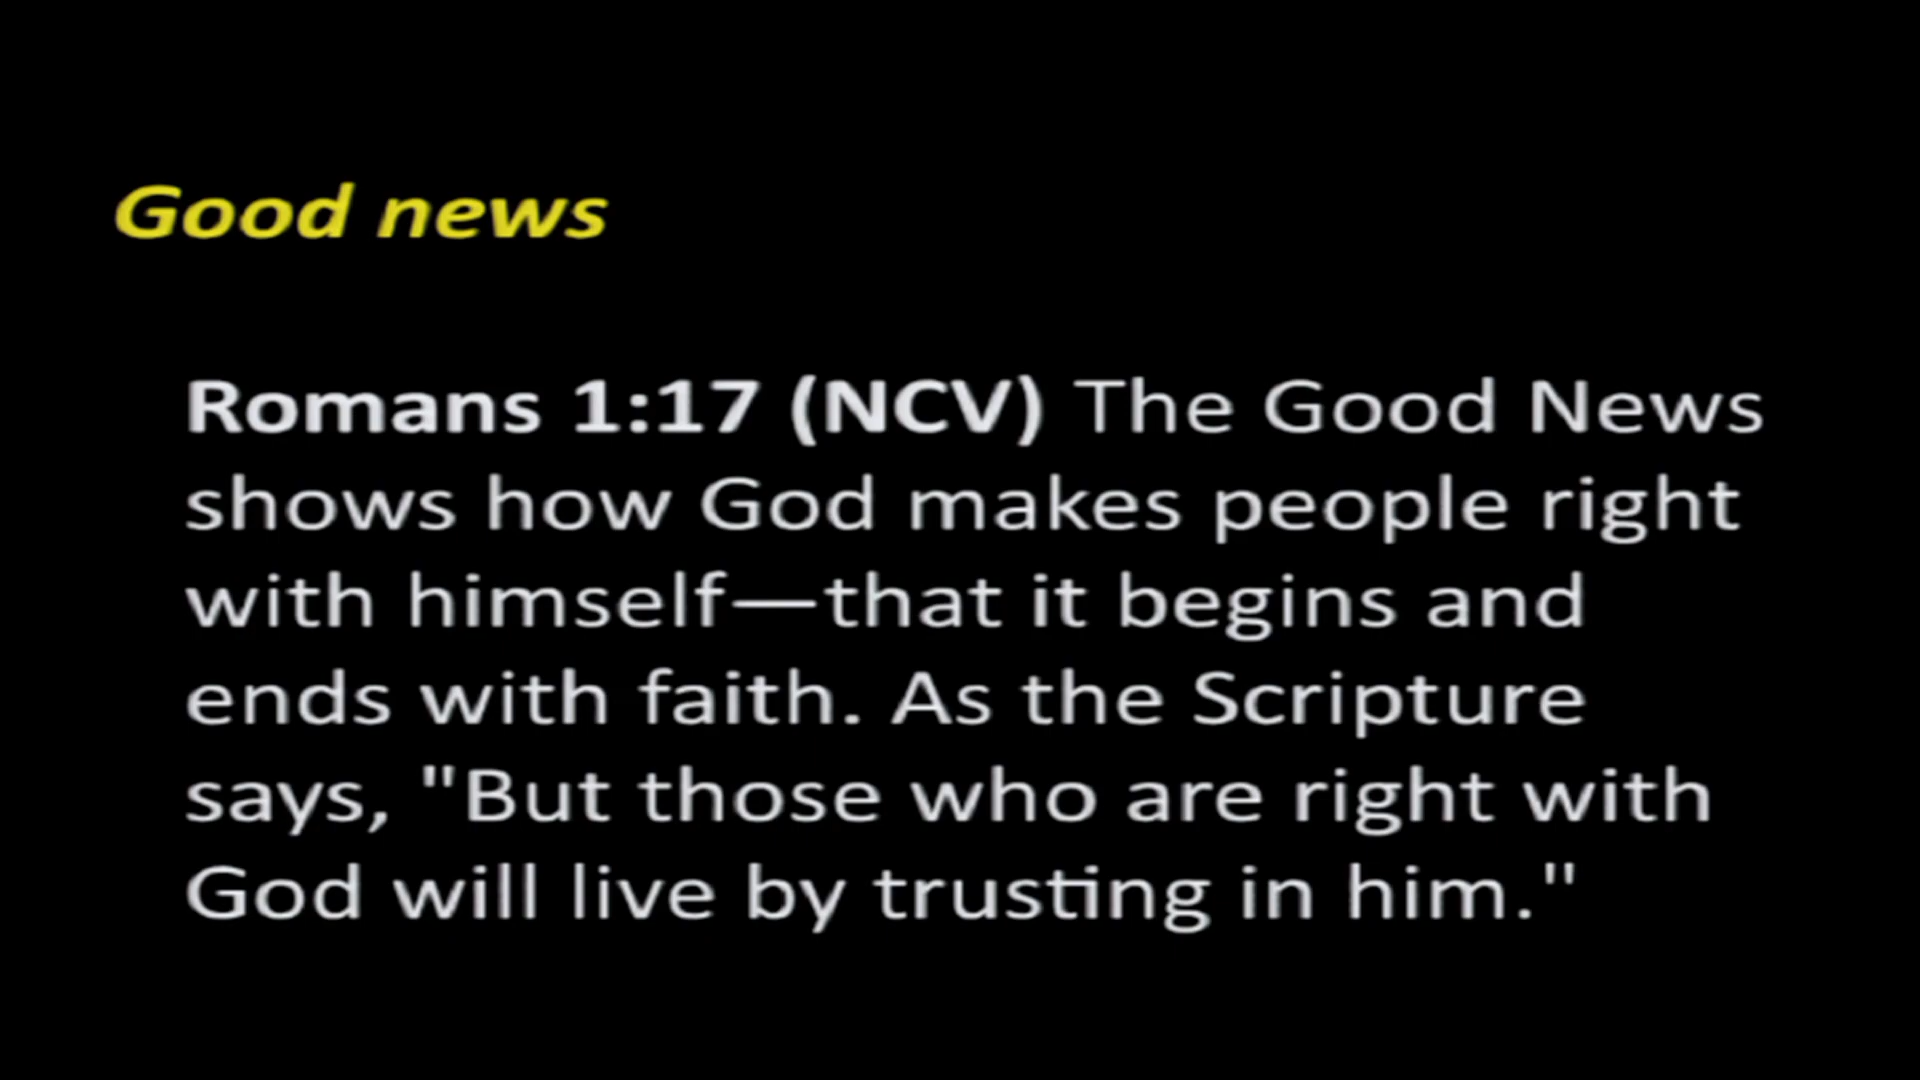 Good news
Romans 1:17 (NCV) The Good News
shows how God makes people right
with himself—that it begins and
ends with faith. As the Scripture
says, "But those who are right with
God will live by trusting in him."